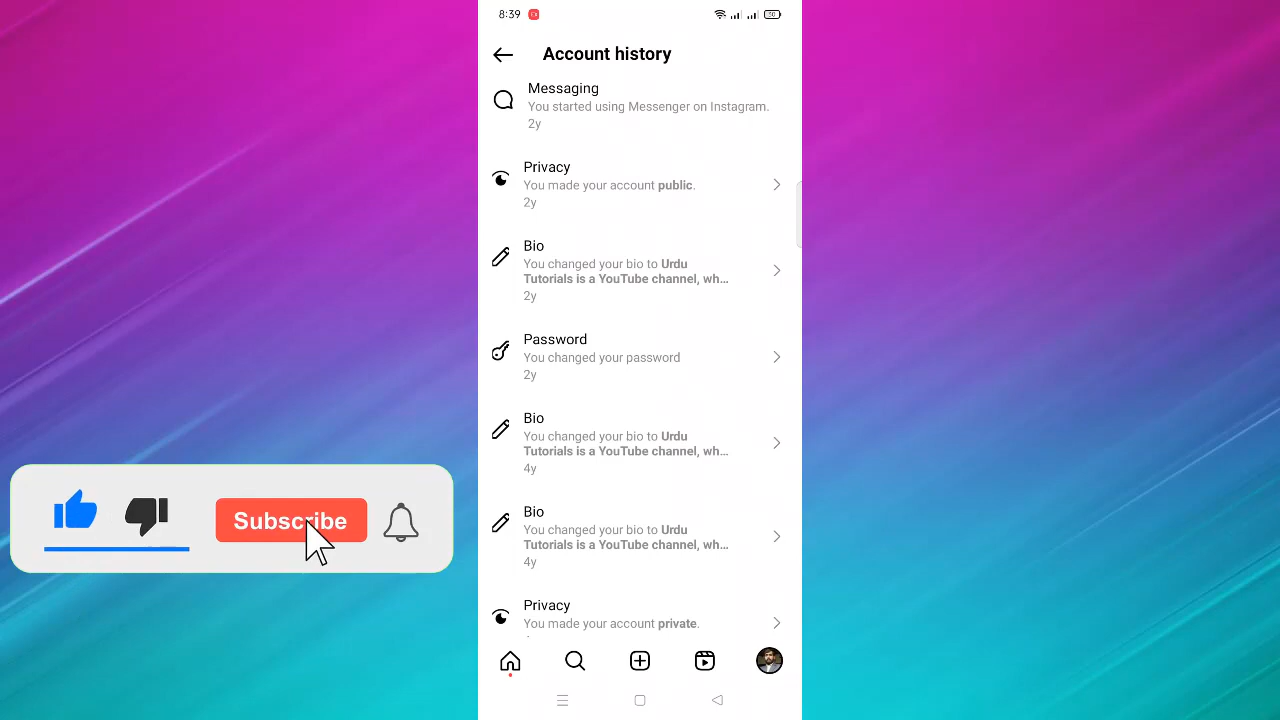 8:39
Account history
Messaging
You started using Messenger on Instagram.
2y
Privacy
You made your account public.
2y
Bio
You changed your bio to Urdu
Tutorials is a YouTube channel, wh...
2y
Password
You changed your password
2y
Bio
You changed your bio to Urdu
Tutorials is a YouTube channel, wh...
4y
Bio
You changed your bio to Urdu
Tutorials is a YouTube channel, wh...
4y
Privacy
You made your account private.
Subscribe